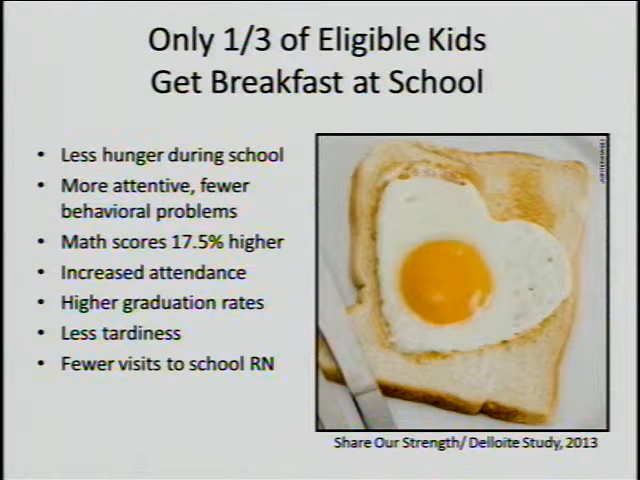 Only 1/3 of Eligible Kids
Get Breakfast at School
• Less hunger during school
• More attentive, fewer
behavioral problems
• Math scores 17.5% higher
• Increased attendance
• Higher graduation rates
• Less tardiness
• Fewer visits to school RN
Share Our Strength/ Delloite Study, 2013